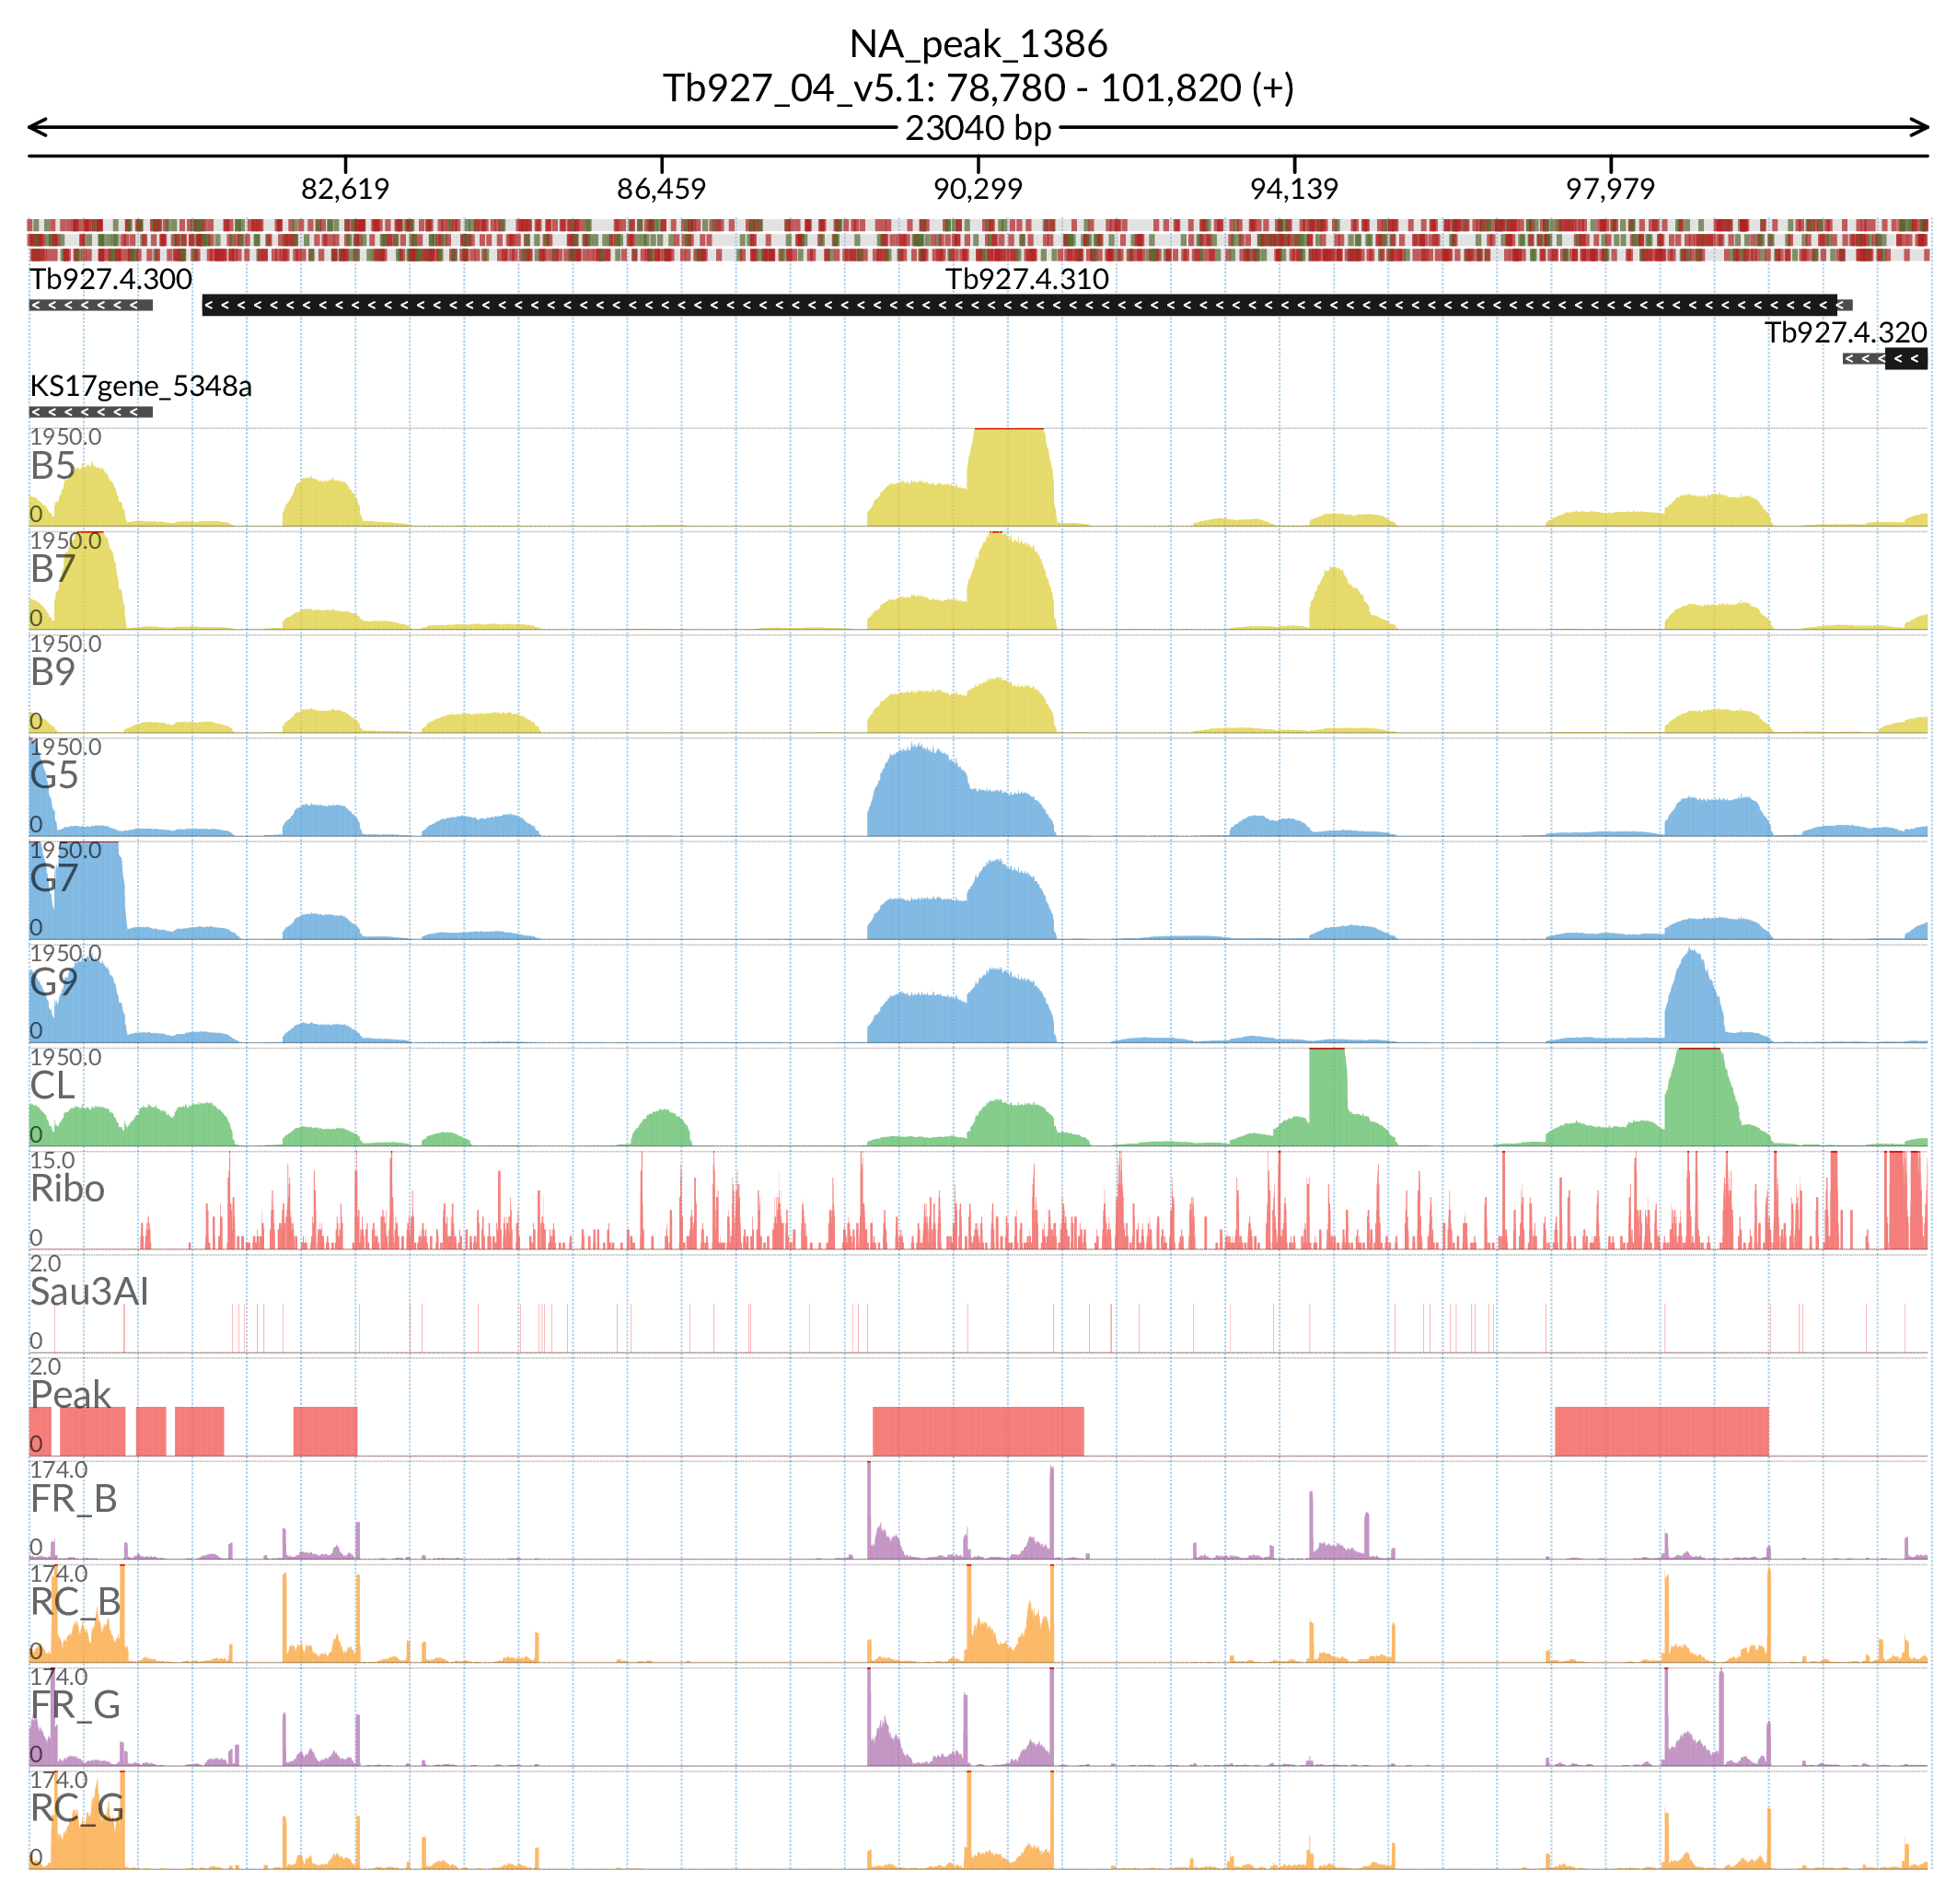 NA_peak_1386
Tb927_04_v5.1: 78,780 - 101,820 (+)
23040 bp
82,619 86,459 90,299 94,139 97,979
Tb927.4.300 Tb927.4.310
Tb927.4.320
KS17gene_5348a
1950.0
B5
0
1950.0
B7
0
1950.0
B9
0
1950.0
G5
0
1950.0
G7
0
1950.0
G9
0
1950.0
CL
0
15.0
Ribo
0
2.0
Sau3AI
0
2.0
Peak
0
174.0
FR_B
0
174.0
RC_B
0
174.0
FR_G
0
174.0
RC_G
0